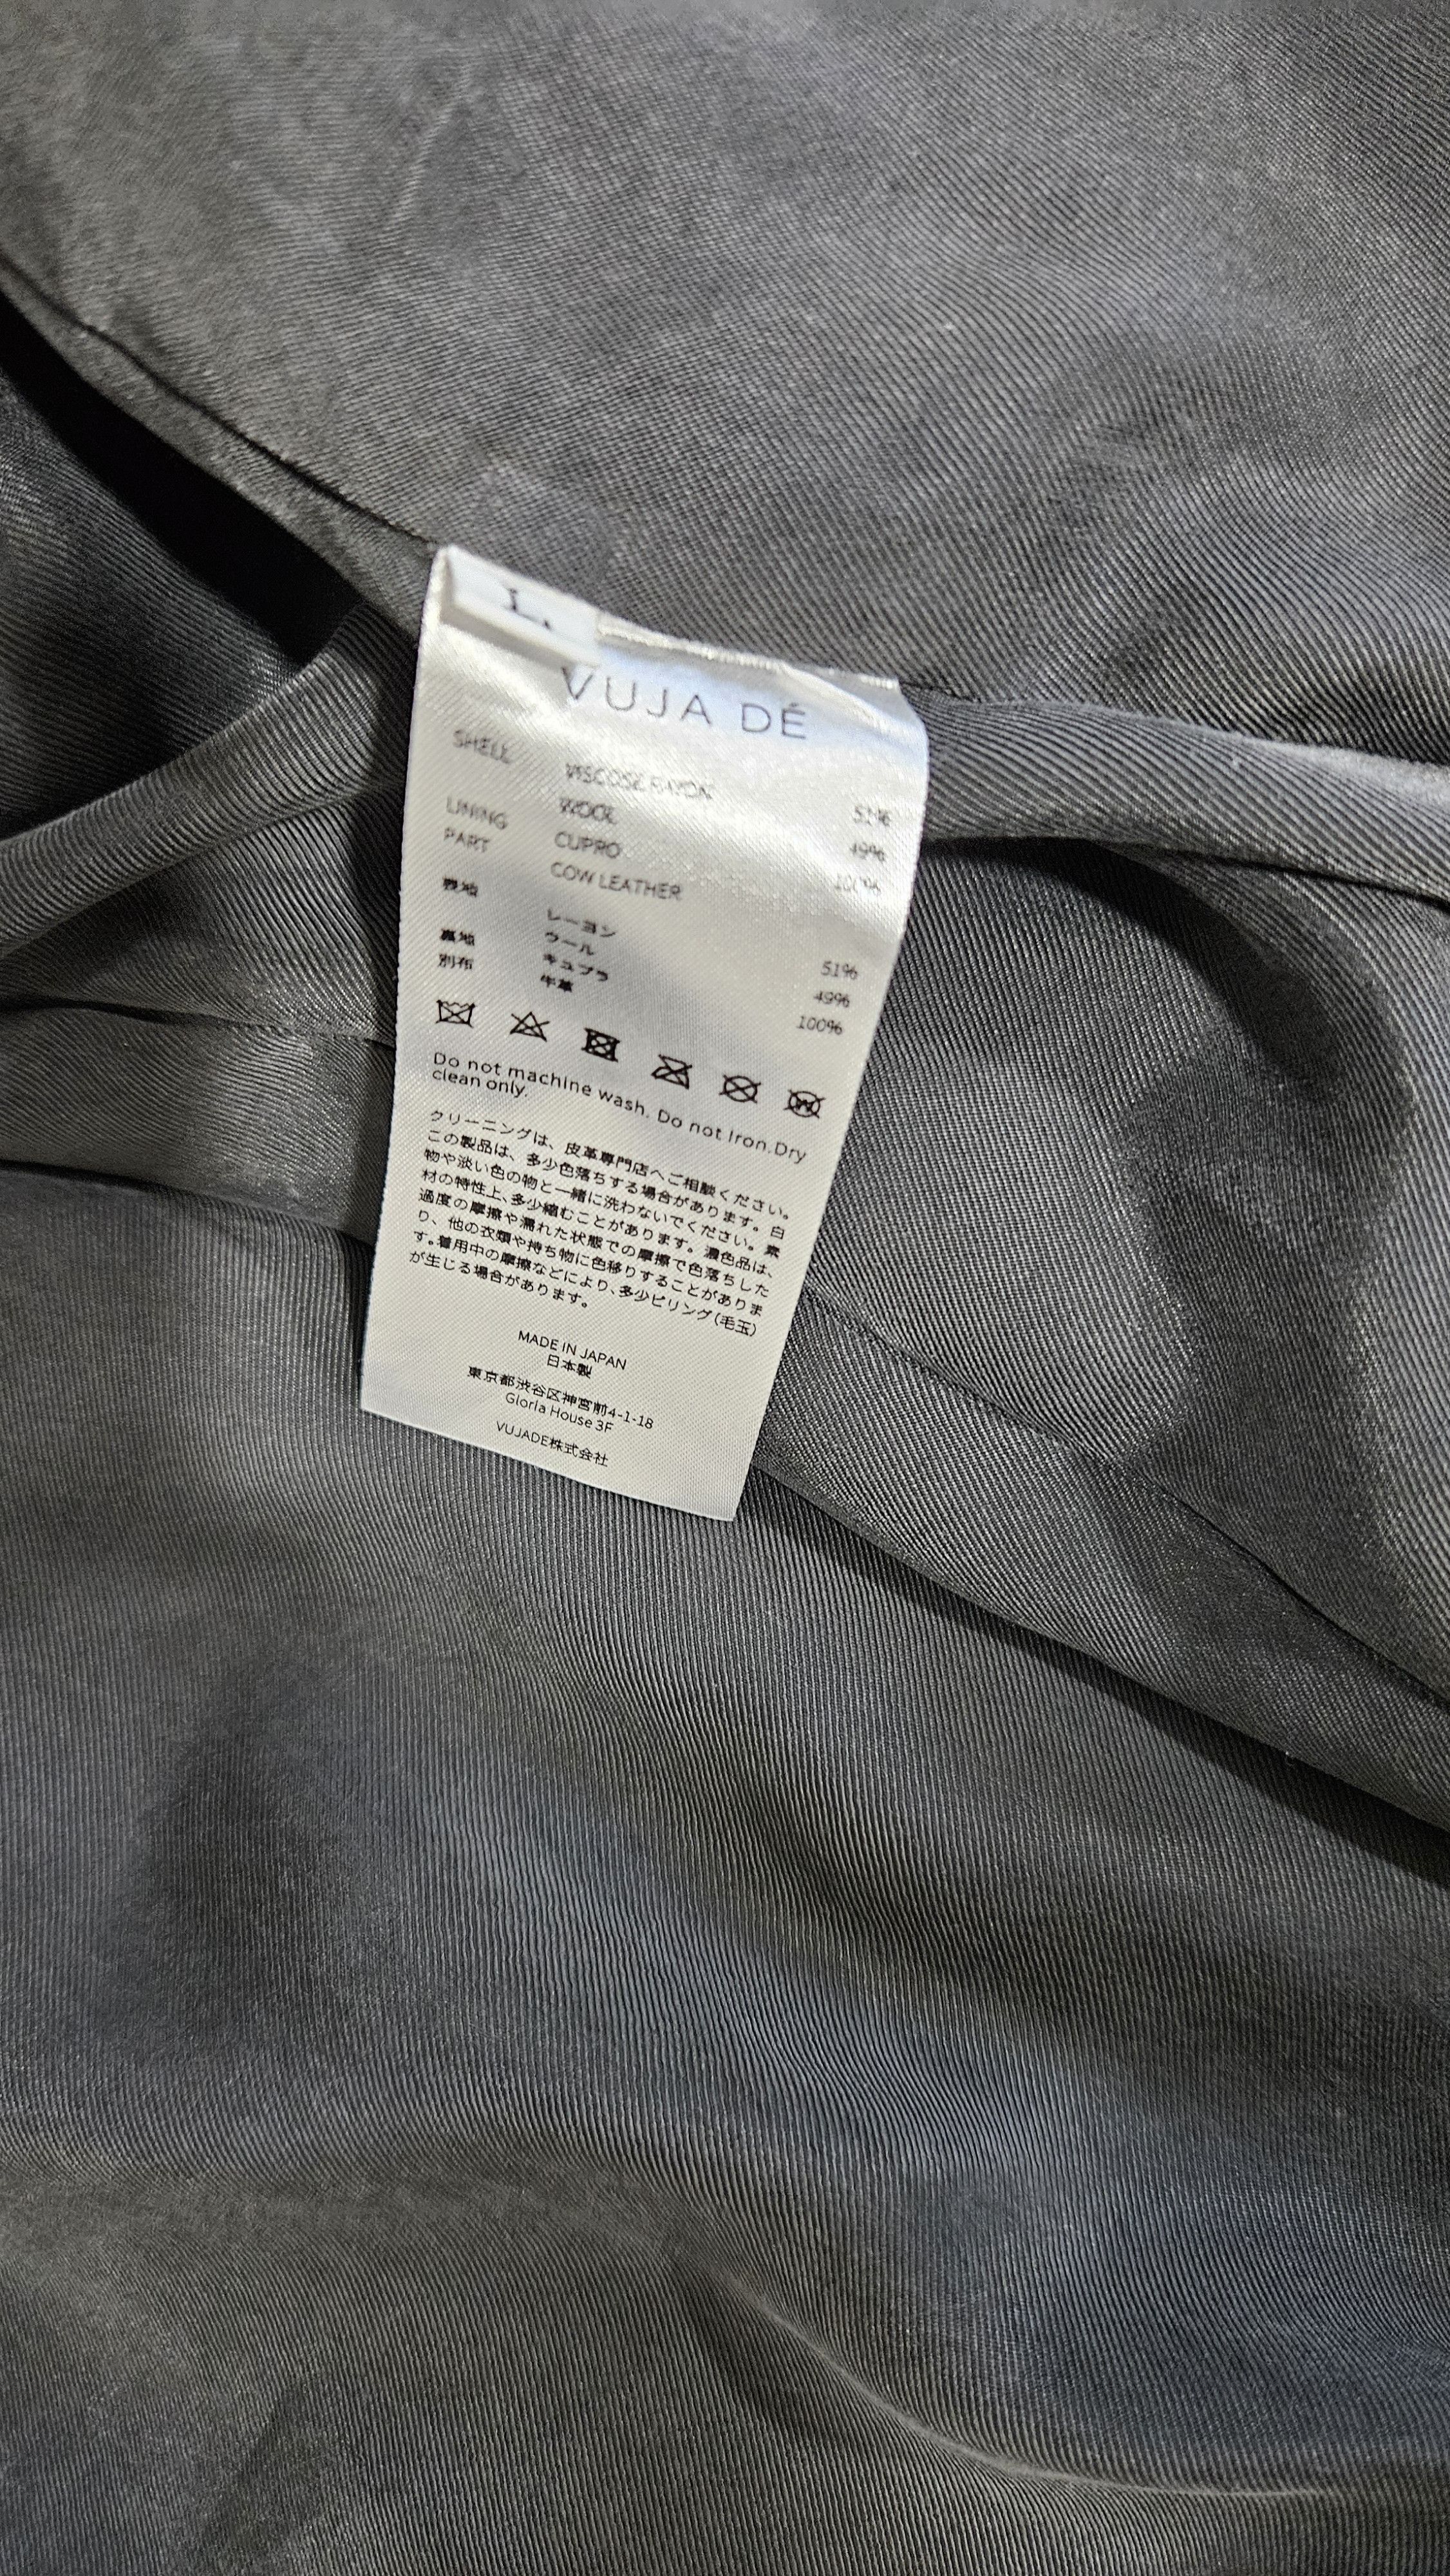 L
VUJA DÉ
SHELL VISCOSE RAYON 51%
WOOL 49%
LINING CUPRO 100%
PART COW LEATHER
表地 レーヨン 51%
ウール 49%
裏地 キュプラ 100%
別布 牛革
Do not machine wash. Do not Iron.Dry
clean only.
クリーニングは、皮革専門店へご相談ください。
この製品は、多少色落ちする場合があります。白
物や淡い色の物と一緒に洗わないでください。素
材の特性上、多少縮むことがあります。濃色品は、
過度の摩擦や濡れた状態での摩擦で色落ちした
り、他の衣類や持ち物に色移りすることがありま
す。着用中の摩擦などにより、多少ピリング(毛玉)
が生じる場合があります。
MADE IN JAPAN
日本製
東京都渋谷区神宮前4-1-18
Gloria House 3F
VUJADE株式会社